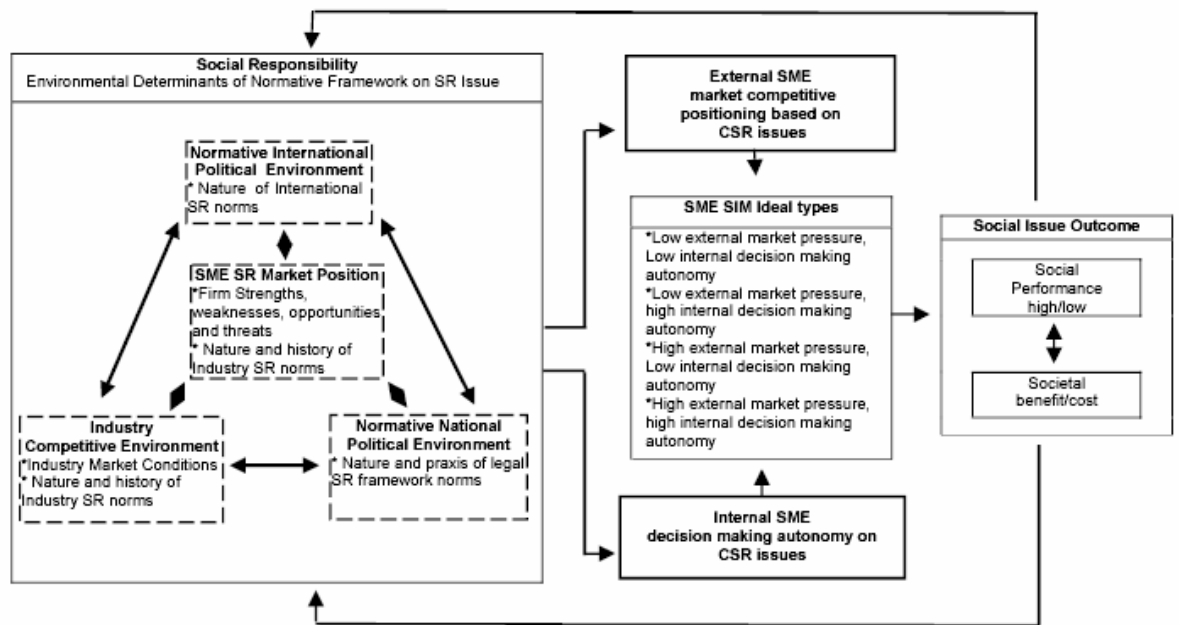 Social Responsibility
Environmental Determinants of Normative Framework on SR Issue
Normative International
Political Environment
* Nature of International
SR norms
SME SR Market Position
*Firm Strengths,
weaknesses, opportunities
and threats
* Nature and history of
Industry SR norms
Industry
Competitive Environment
*Industry Market Conditions
* Nature and history of
Industry SR norms
Normative National
Political Environment
* Nature and praxis of legal
SR framework norms
External SME
market competitive
positioning based on
CSR issues
SME SIM Ideal types
*Low external market pressure,
Low internal decision making
autonomy
*Low external market pressure,
high internal decision making
autonomy
*High external market pressure,
Low internal decision making
autonomy
*High external market pressure,
high internal decision making
autonomy
Internal SME
decision making autonomy on
CSR issues
Social Issue Outcome
Social
Performance
high/low
Societal
benefit/cost